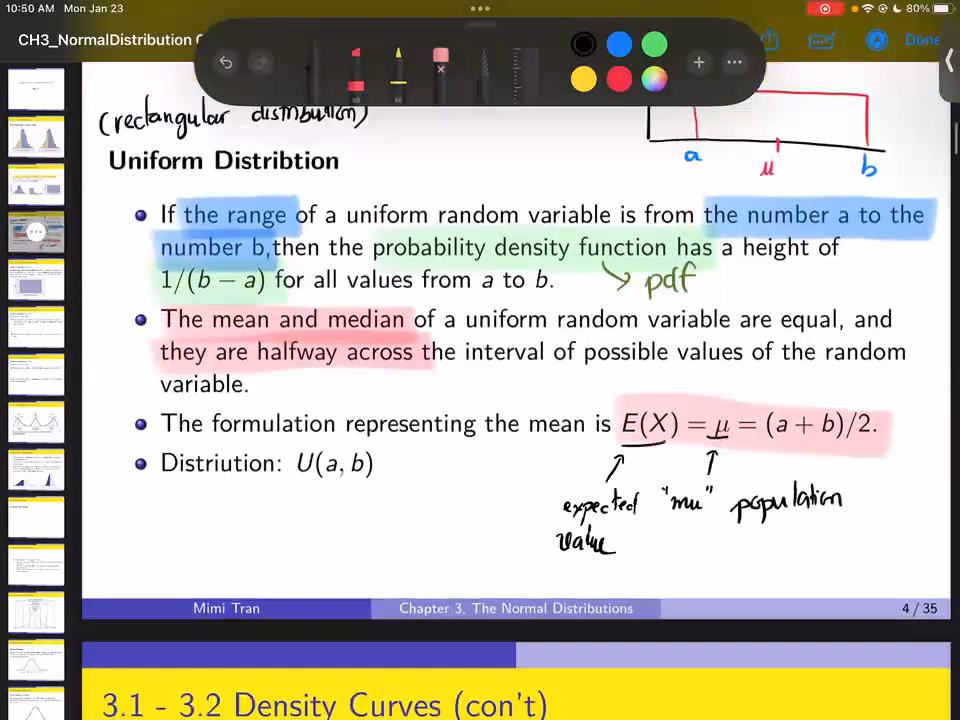 10:50 AM Mon Jan 23
80%
CH3_NormalDistribution
Done
50
50
(rectangular distribution)
a
μ
b
Uniform Distribtion
If the range of a uniform random variable is from the number a to the
number b,then the probability density function has a height of
1/(b − a) for all values from a to b.
pdf
The mean and median of a uniform random variable are equal, and
they are halfway across the interval of possible values of the random
variable.
The formulation representing the mean is E(X) = μ = (a + b)/2.
Distriution: U(a, b)
expected "mu" population
value
Mimi Tran Chapter 3, The Normal Distributions 4 / 35
3.1 - 3.2 Density Curves (con't)